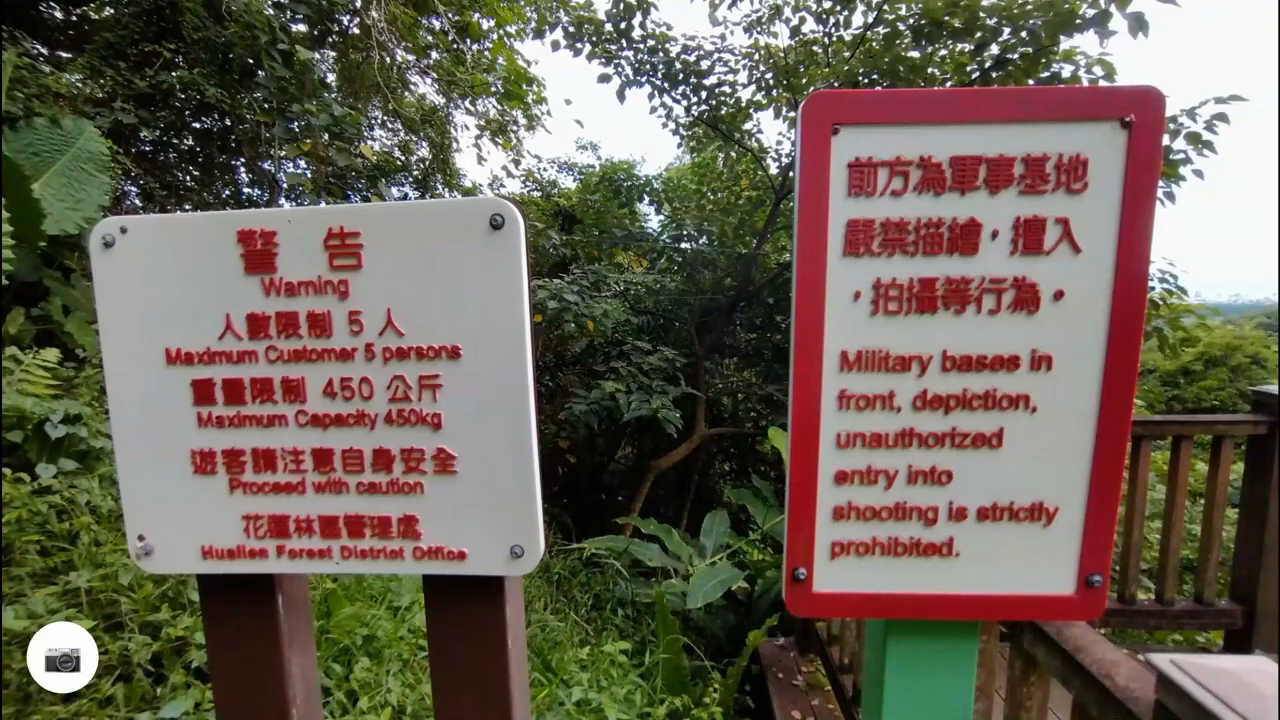 警 告
Warning
人數限制 5 人
Maximum Customer 5 persons
重量限制 450 公斤
Maximum Capacity 450kg
遊客請注意自身安全
Proceed with caution
花蓮林區管理處
Hualien Forest District Office
前方為軍事基地
嚴禁描繪，擅入
，拍攝等行為。
Military bases in
front, depiction,
unauthorized
entry into
shooting is strictly
prohibited.